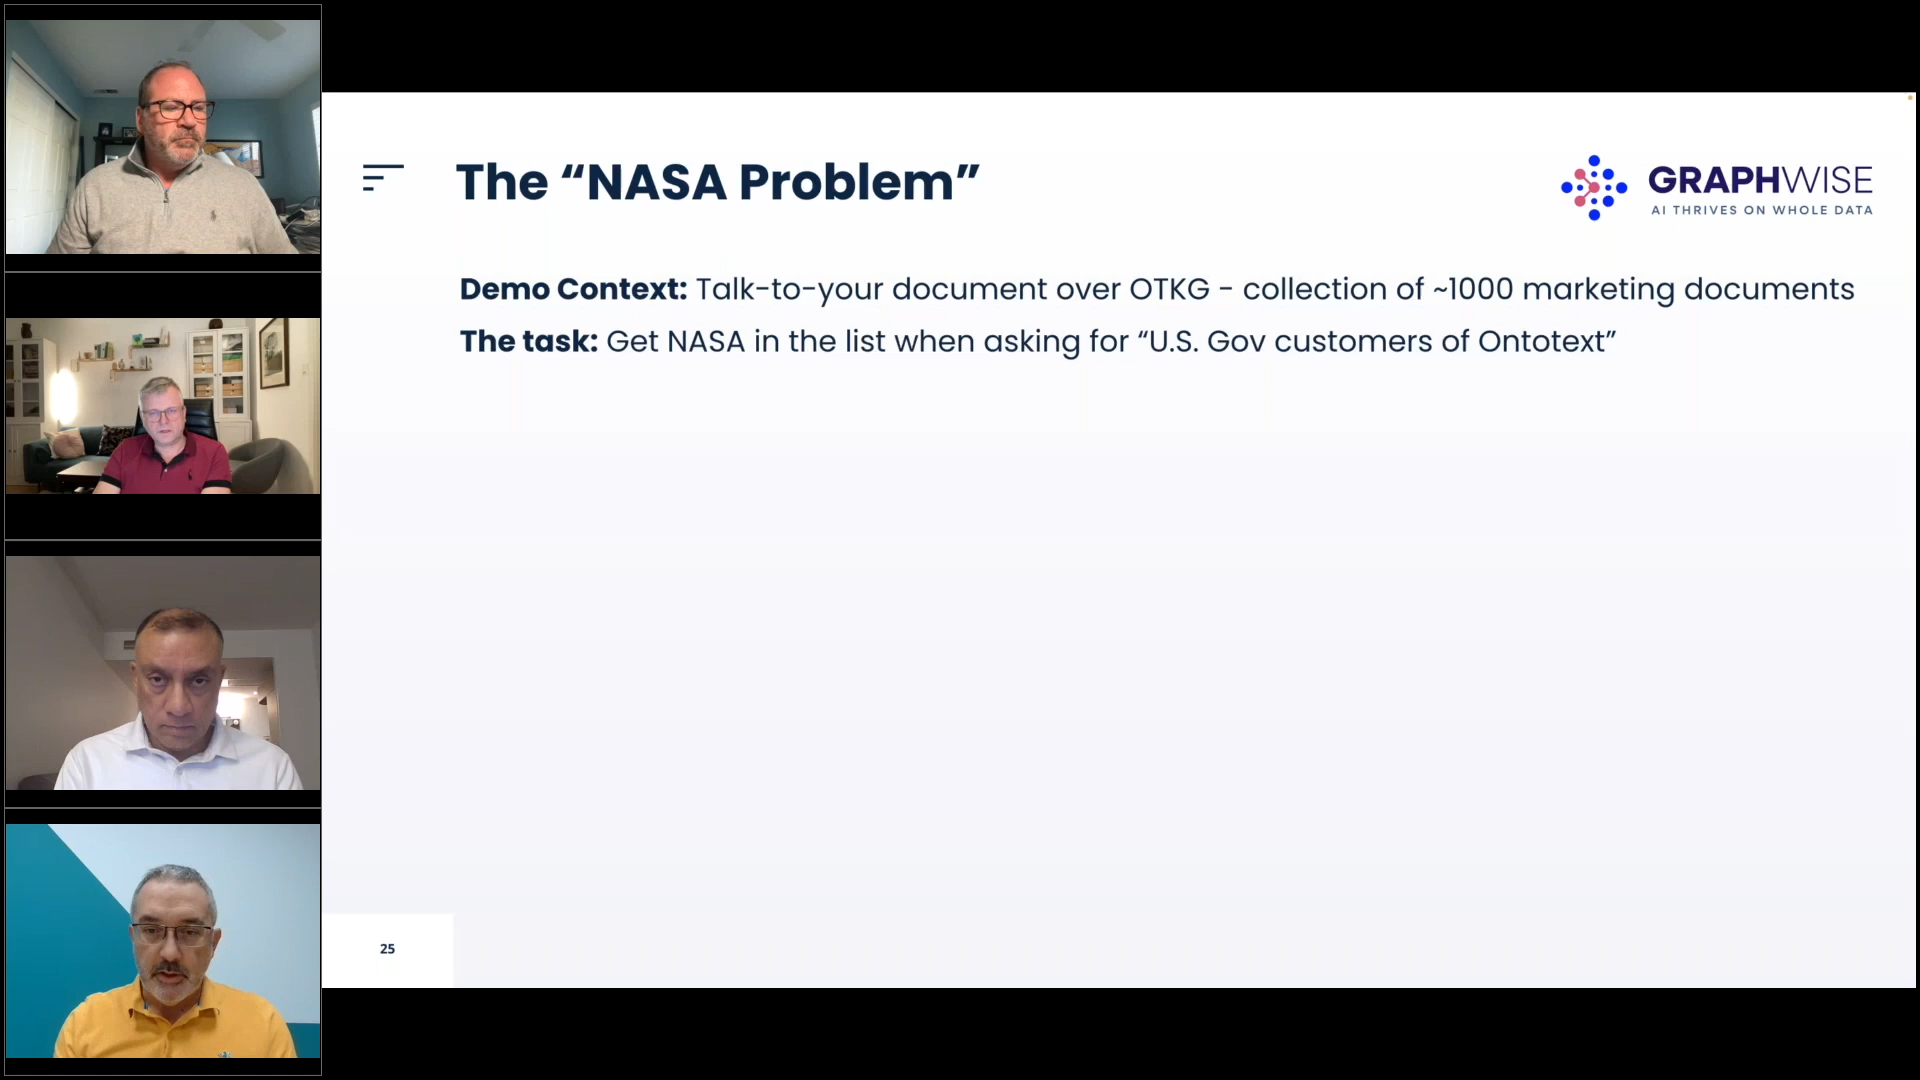 The “NASA Problem”
GRAPHWISE
AI THRIVES ON WHOLE DATA
Demo Context: Talk-to-your document over OTKG - collection of ~1000 marketing documents
The task: Get NASA in the list when asking for “U.S. Gov customers of Ontotext”
25